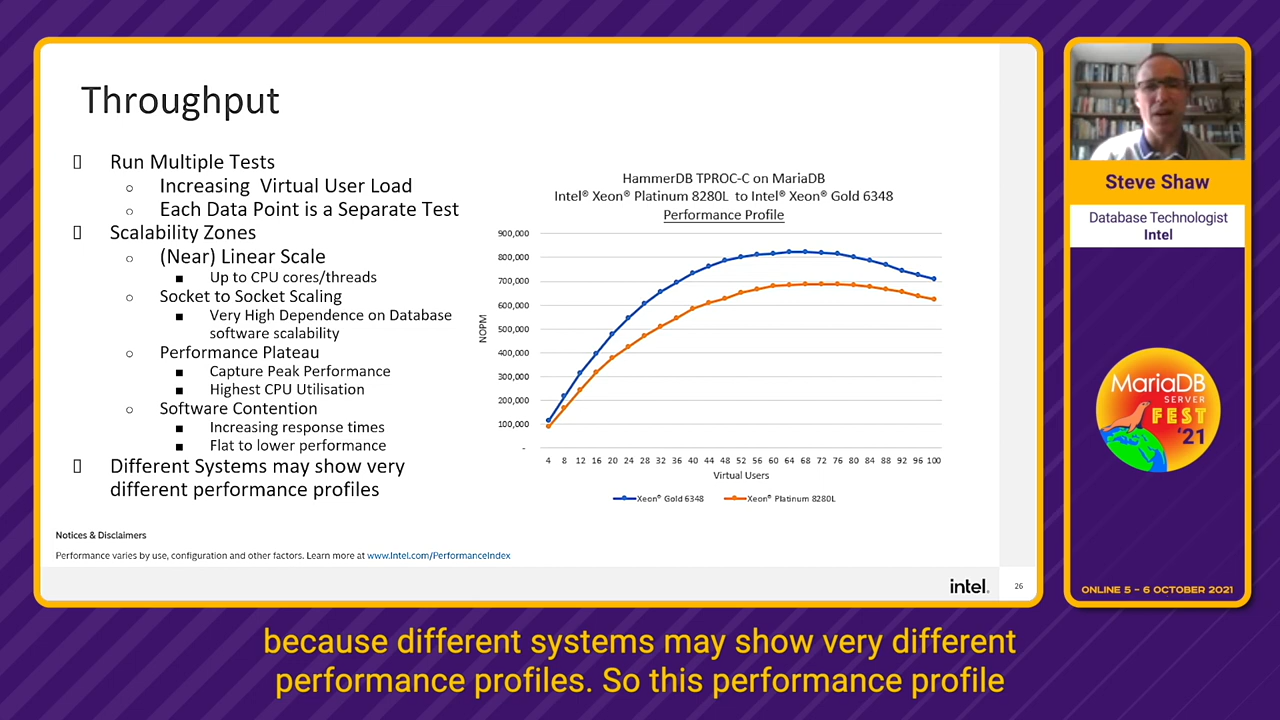 Throughput
Run Multiple Tests
○ Increasing Virtual User Load
○ Each Data Point is a Separate Test
Scalability Zones
○ (Near) Linear Scale
■ Up to CPU cores/threads
○ Socket to Socket Scaling
■ Very High Dependence on Database
software scalability
○ Performance Plateau
■ Capture Peak Performance
■ Highest CPU Utilisation
○ Software Contention
■ Increasing response times
■ Flat to lower performance
Different Systems may show very
different performance profiles
HammerDB TPROC-C on MariaDB
Intel® Xeon® Platinum 8280L to Intel® Xeon® Gold 6348
Performance Profile
900,000
800,000
700,000
600,000
500,000
400,000
300,000
200,000
100,000
-
NOPM
4 8 12 16 20 24 28 32 36 40 44 48 52 56 60 64 68 72 76 80 84 88 92 96 100
Virtual Users
Xeon® Gold 6348 Xeon® Platinum 8280L
Notices & Disclaimers
Performance varies by use, configuration and other factors. Learn more at www.Intel.com/PerformanceIndex
intel.
26
Steve Shaw
Database Technologist
Intel
MariaDB
SERVER
FEST
'21
ONLINE 5 - 6 OCTOBER 2021
because different systems may show very different
performance profiles. So this performance profile